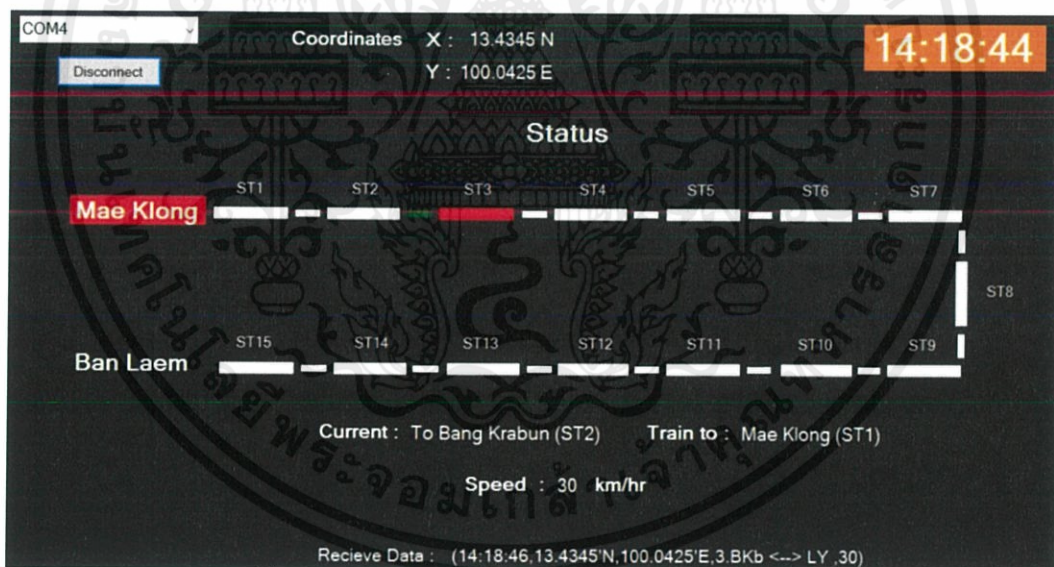 COM4
Disconnect
Coordinates X : 13.4345 N
Y : 100.0425 E
14:18:44
Status
ST1 ST2 ST3 ST4 ST5 ST6 ST7
Mae Klong
ST8
ST15 ST14 ST13 ST12 ST11 ST10 ST9
Ban Laem
Current : To Bang Krabun (ST2) Train to : Mae Klong (ST1)
Speed : 30 km/hr
Recieve Data : (14:18:46,13.4345'N,100.0425'E,3.BKb <--> LY ,30)